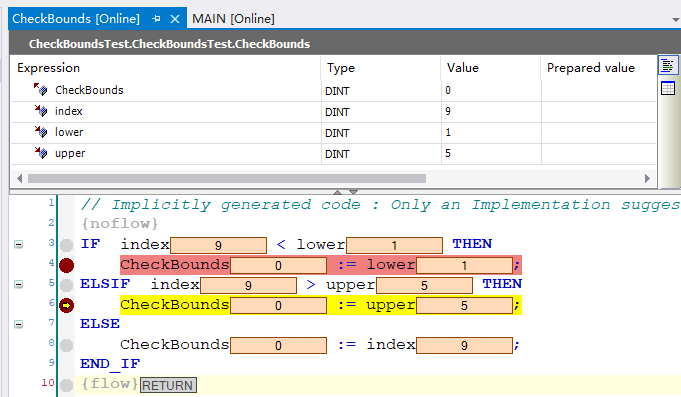 CheckBounds [Online] MAIN [Online]
CheckBoundsTest.CheckBoundsTest.CheckBounds
Expression Type Value Prepared value
CheckBounds DINT 0
index DINT 9
lower DINT 1
upper DINT 5
1 // Implicitly generated code : Only an Implementation sugges
2 {noflow}
3 IF index 9 < lower 1 THEN
4 CheckBounds 0 := lower 1 ;
5 ELSIF index 9 > upper 5 THEN
6 CheckBounds 0 := upper 5 ;
7 ELSE
8 CheckBounds 0 := index 9 ;
9 END_IF
10 {flow} RETURN